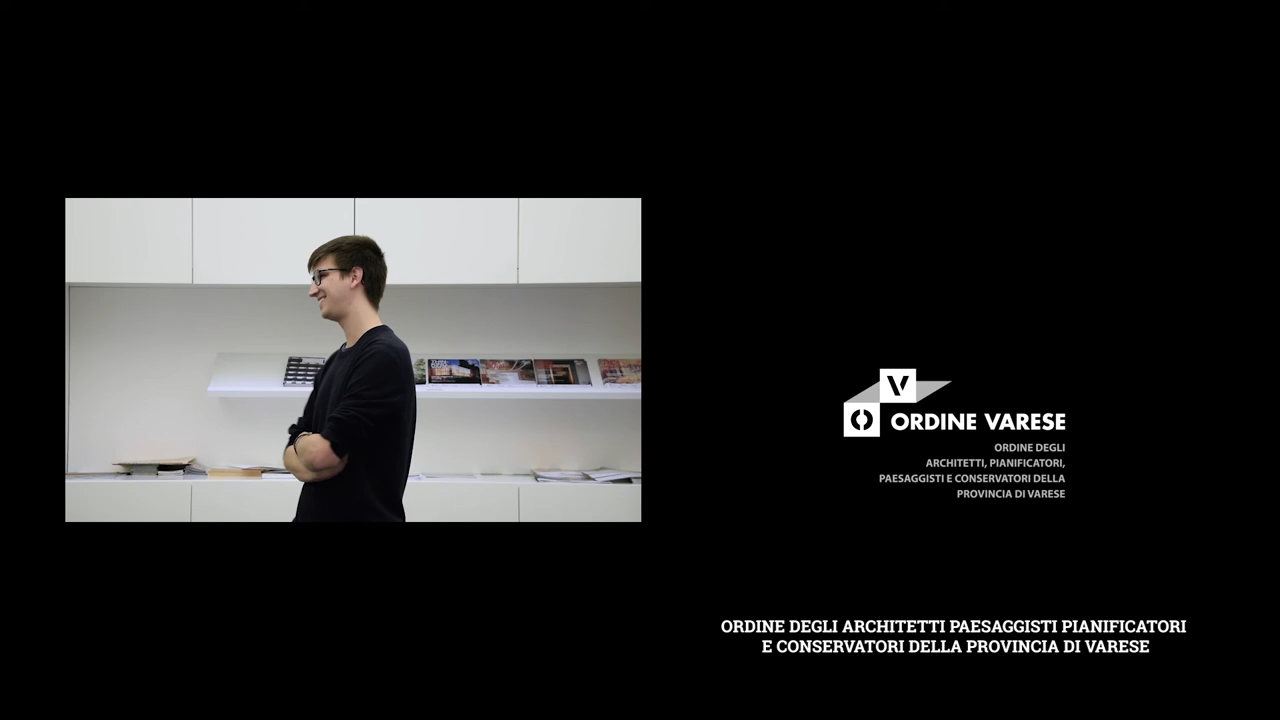 V
ORDINE VARESE
ORDINE DEGLI
ARCHITETTI, PIANIFICATORI,
PAESAGGISTI E CONSERVATORI DELLA
PROVINCIA DI VARESE
ORDINE DEGLI ARCHITETTI PAESAGGISTI PIANIFICATORI
E CONSERVATORI DELLA PROVINCIA DI VARESE